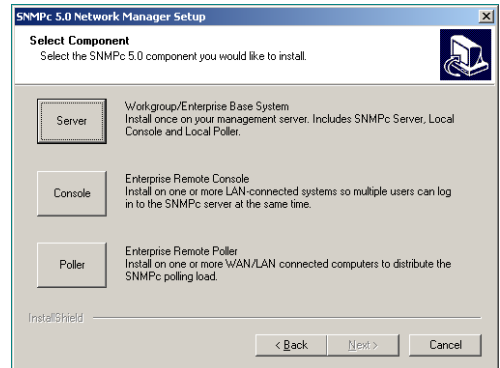 SNMPc 5.0 Network Manager Setup
Select Component
Select the SNMPc 5.0 component you would like to install.
Server
Workgroup/Enterprise Base System
Install once on your management server. Includes SNMPc Server, Local
Console and Local Poller.
Console
Enterprise Remote Console
Install on one or more LAN-connected systems so multiple users can log
in to the SNMPc server at the same time.
Poller
Enterprise Remote Poller
Install on one or more WAN/LAN connected computers to distribute the
SNMPc polling load.
InstallShield
< Back
Next >
Cancel